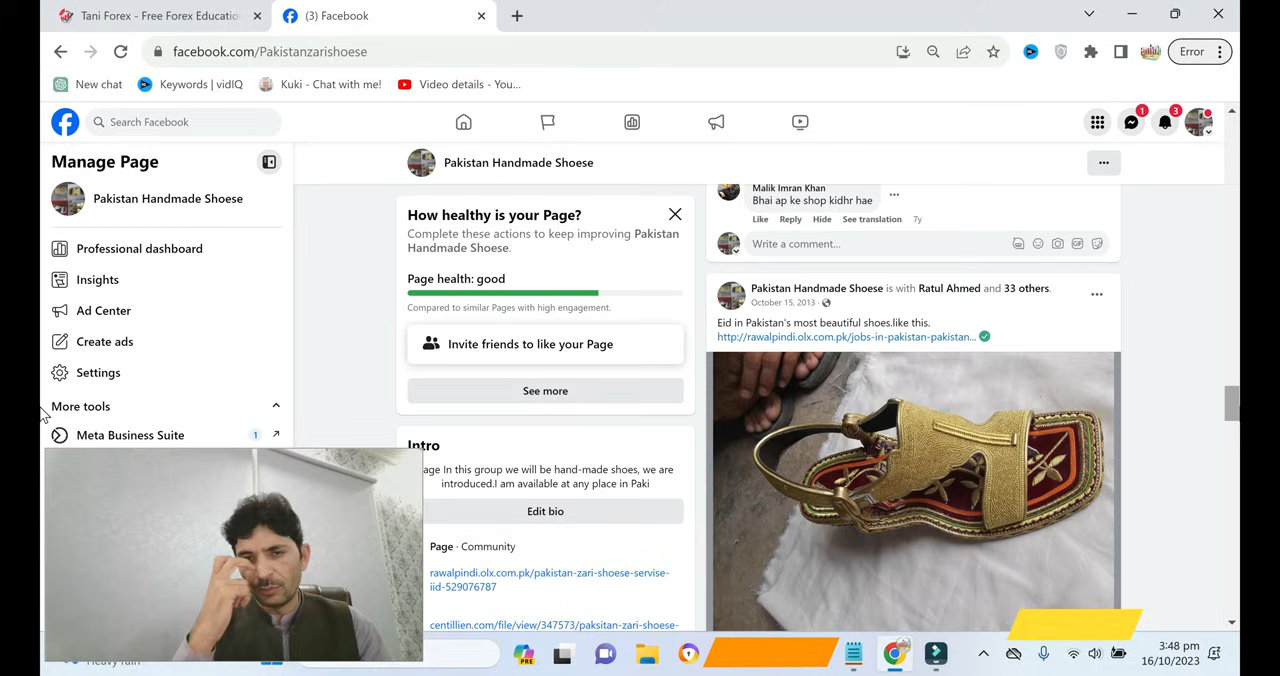 Tani Forex - Free Forex Educatio
(3) Facebook
facebook.com/Pakistanzarishoese
Error
New chat
Keywords | vidIQ
Kuki - Chat with me!
Video details - You...
Search Facebook
1
3
Manage Page
Pakistan Handmade Shoese
Professional dashboard
Insights
Ad Center
Create ads
Settings
More tools
Meta Business Suite
1
Pakistan Handmade Shoese
How healthy is your Page?
Complete these actions to keep improving Pakistan
Handmade Shoese.
Page health: good
Compared to similar Pages with high engagement.
Invite friends to like your Page
See more
Intro
age In this group we will be hand-made shoes, we are
introduced.I am available at any place in Paki
Edit bio
Page · Community
rawalpindi.olx.com.pk/pakistan-zari-shoese-servise-
iid-529076787
centillien.com/file/view/347573/paksitan-zari-shoese-
Malik Imran Khan
Bhai ap ke shop kidhr hae
Like Reply Hide See translation 7y
Write a comment...
GIF
Pakistan Handmade Shoese is with Ratul Ahmed and 33 others.
October 15, 2013 ·
Eid in Pakistan's most beautiful shoes.like this.
http://rawalpindi.olx.com.pk/jobs-in-pakistan-pakistan...
Heavy rain
PRE
3:48 pm
16/10/2023